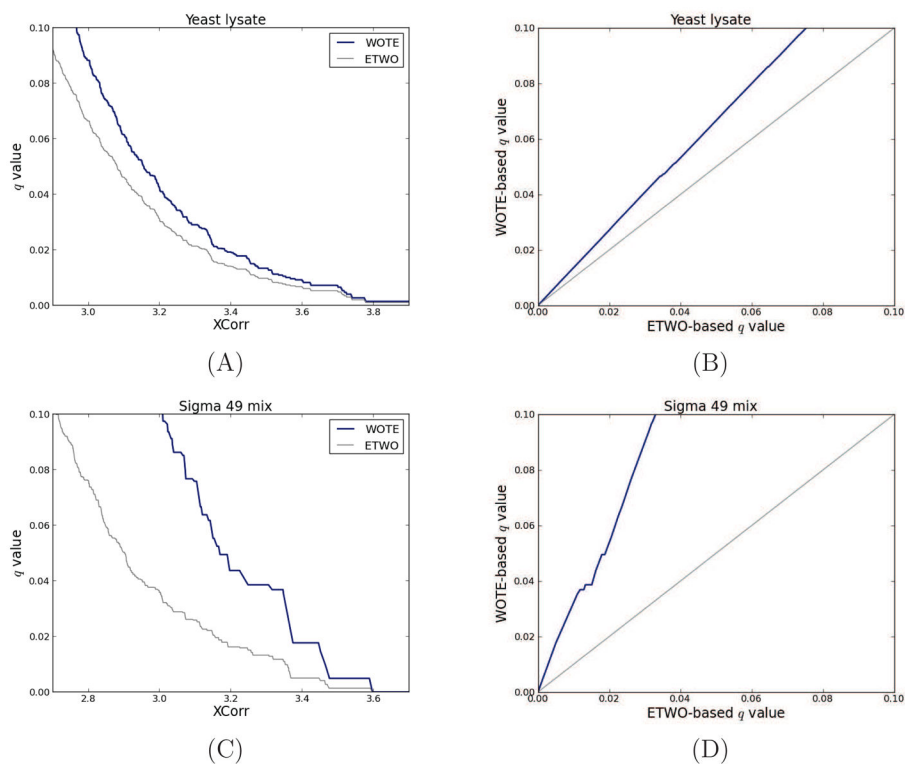 Yeast lysate
WOTE
ETWO
0.10
0.08
0.06
0.04
0.02
0.00
q value
3.0 3.2 3.4 3.6 3.8
XCorr
(A)
Yeast lysate
0.10
0.08
0.06
0.04
0.02
0.00
WOTE-based q value
0.00 0.02 0.04 0.06 0.08 0.10
ETWO-based q value
(B)
Sigma 49 mix
WOTE
ETWO
0.10
0.08
0.06
0.04
0.02
0.00
q value
2.8 3.0 3.2 3.4 3.6
XCorr
(C)
Sigma 49 mix
0.10
0.08
0.06
0.04
0.02
0.00
WOTE-based q value
0.00 0.02 0.04 0.06 0.08 0.10
ETWO-based q value
(D)